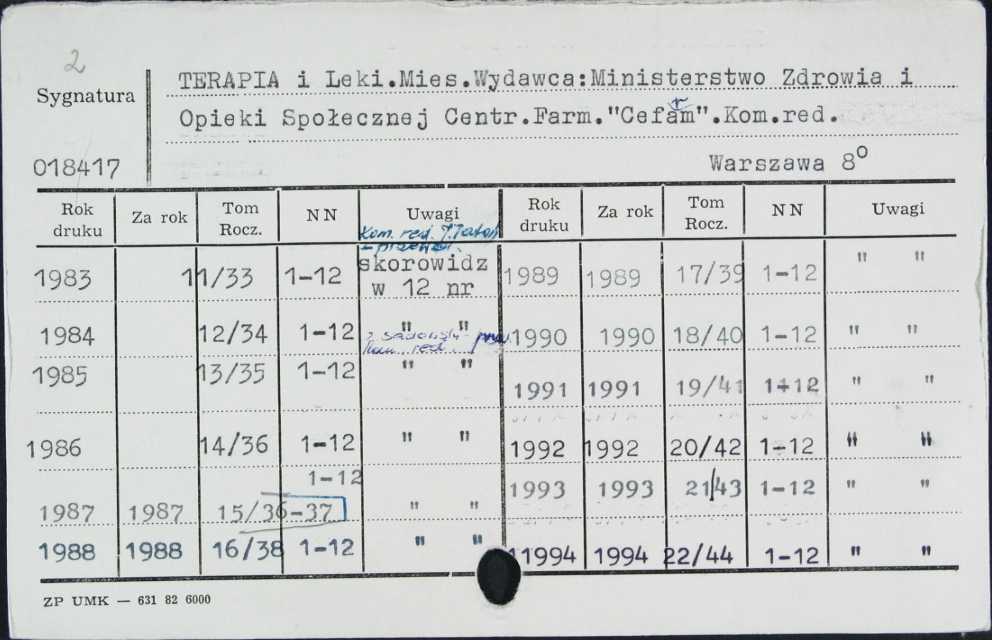 2
TERAPIA i Leki.Mies.Wydawca:Ministerstwo Zdrowia i
Sygnatura
Opieki Społecznej Centr.Farm."Cefarm".Kom.red.
018417
Warszawa 8o
Rok druku Za rok Tom Rocz. NN Uwagi Rok druku Za rok Tom Rocz. NN Uwagi
Kom. red.
1983 11/33 1-12 skorowidz w 12 nr 1989 1989 17/39 1-12 " "
1984 12/34 1-12 " " 1990 1990 18/40 1-12 " "
red.
1985 13/35 1-12 " " 1991 1991 19/41 1-12 " "
1986 14/36 1-12 " " 1992 1992 20/42 1-12 " "
1-12
1987 1987 15/36-37 " " 1993 1993 21/43 1-12 " "
1988 1988 16/38 1-12 " " 1994 1994 22/44 1-12 " "
ZP UMK — 631 82 6000